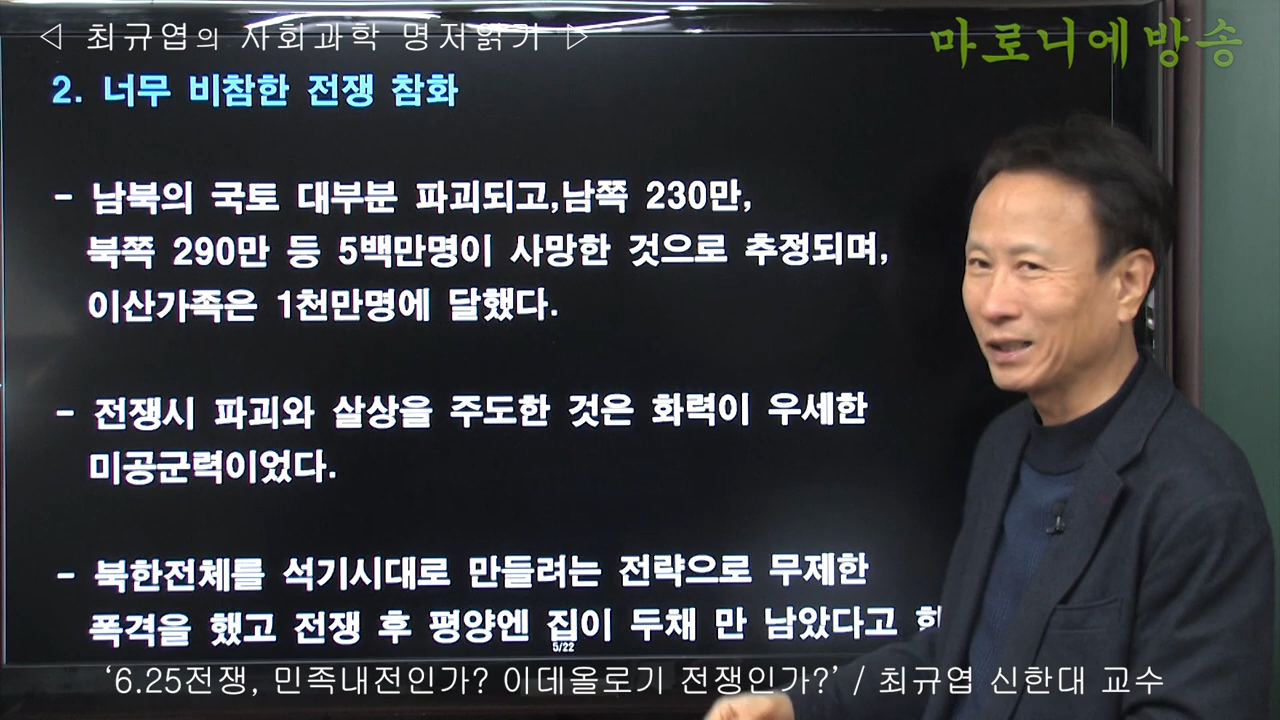 ◁ 최규엽의 사회과학 명저읽기 ▷
마로니에방송
2. 너무 비참한 전쟁 참화
- 남북의 국토 대부분 파괴되고,남쪽 230만,
북쪽 290만 등 5백만명이 사망한 것으로 추정되며,
이산가족은 1천만명에 달했다.
- 전쟁시 파괴와 살상을 주도한 것은 화력이 우세한
미공군력이었다.
- 북한전체를 석기시대로 만들려는 전략으로 무제한
폭격을 했고 전쟁 후 평양엔 집이 두채 만 남았다고
5/22
‘6.25전쟁, 민족내전인가? 이데올로기 전쟁인가?’ / 최규엽 신한대 교수